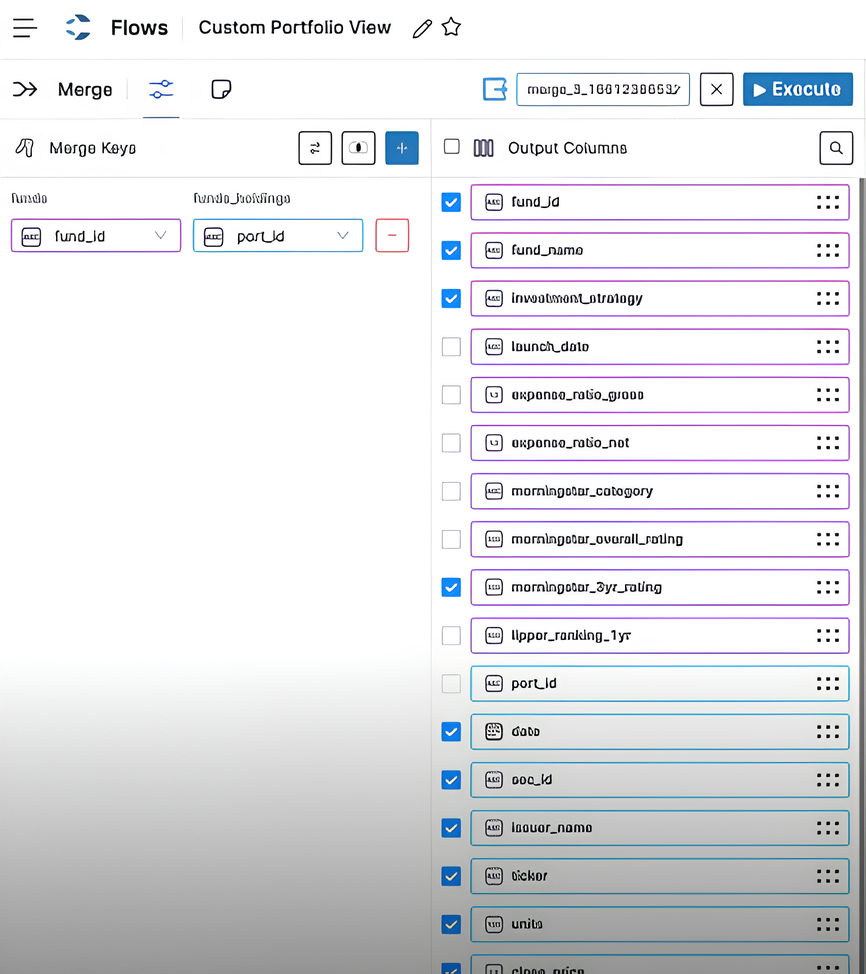 Flows Custom Portfolio View
Merge Execute
Merge Keys
funds funds_holdings
fund_id port_id
Output Columns
fund_id
fund_name
investment_strategy
launch_date
expense_ratio_gross
expense_ratio_net
morningstar_category
morningstar_overall_rating
morningstar_3yr_rating
lipper_ranking_1yr
port_id
date
sec_id
issuer_name
ticker
units
close_price